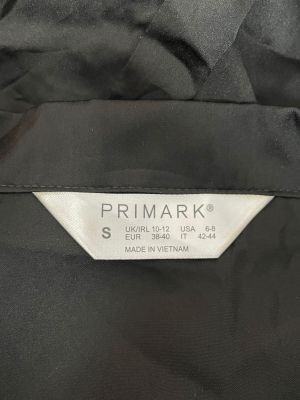 PRIMARK®
S UK/IRL 10-12 USA 6-8
EUR 38-40 IT 42-44
MADE IN VIETNAM